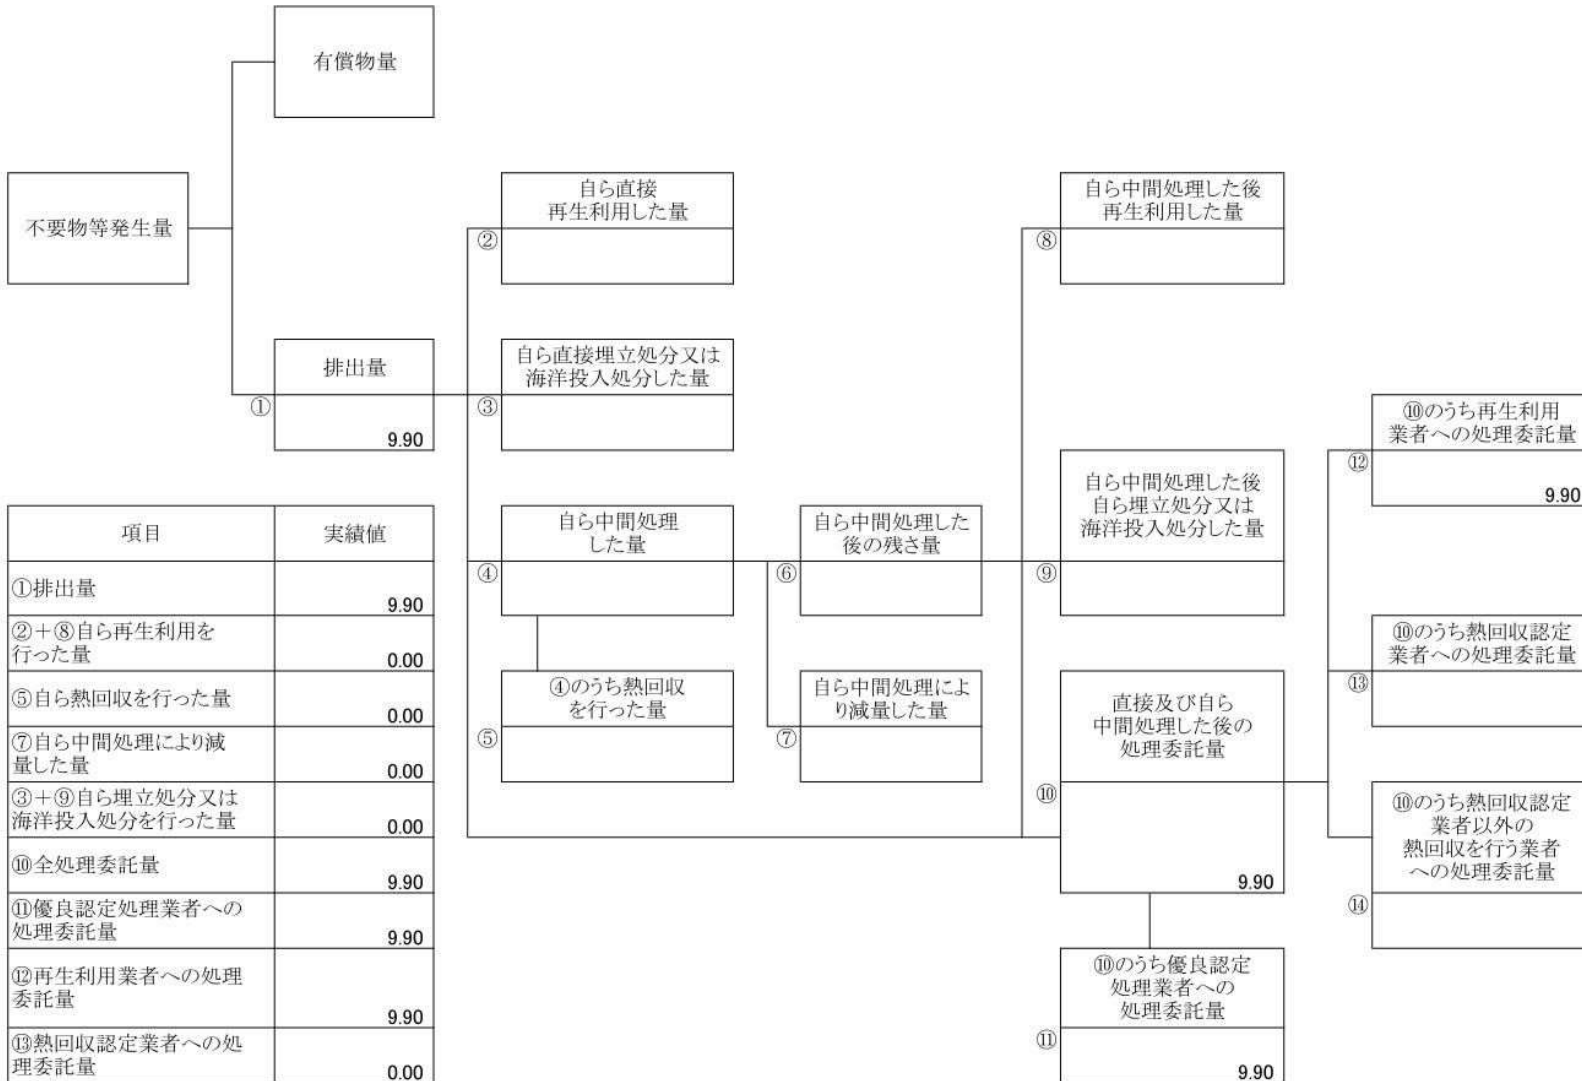 有償物量
不要物等発生量
自ら直接
再生利用した量
②
自ら中間処理した後
再生利用した量
⑧
排出量
①
9.90
自ら直接埋立処分又は
海洋投入処分した量
③
⑩のうち再生利用
業者への処理委託量
⑫
9.90
自ら中間処理した後
自ら埋立処分又は
海洋投入処分した量
⑨
自ら中間処理
した量
④
自ら中間処理した
後の残さ量
⑥
⑩のうち熱回収認定
業者への処理委託量
⑬
④のうち熱回収
を行った量
⑤
自ら中間処理によ
り減量した量
⑦
直接及び自ら
中間処理した後の
処理委託量
⑩
9.90
⑩のうち熱回収認定
業者以外の
熱回収を行う業者
への処理委託量
⑭
⑩のうち優良認定
処理業者への
処理委託量
⑪
9.90
項目 実績値
①排出量
9.90
②＋⑧自ら再生利用を
行った量 0.00
⑤自ら熱回収を行った量
0.00
⑦自ら中間処理により減
量した量 0.00
③＋⑨自ら埋立処分又は
海洋投入処分を行った量 0.00
⑩全処理委託量
9.90
⑪優良認定処理業者への
処理委託量 9.90
⑫再生利用業者への処理
委託量
9.90
⑬熱回収認定業者への処
理委託量 0.00